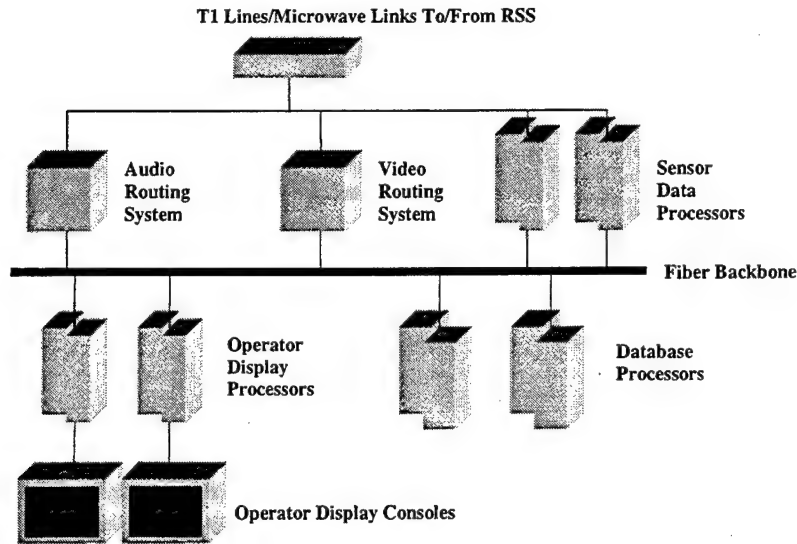 T1 Lines/Microwave Links To/From RSS
Audio
Routing
System
Video
Routing
System
Sensor
Data
Processors
Fiber Backbone
Operator
Display
Processors
Database
Processors
Operator Display Consoles